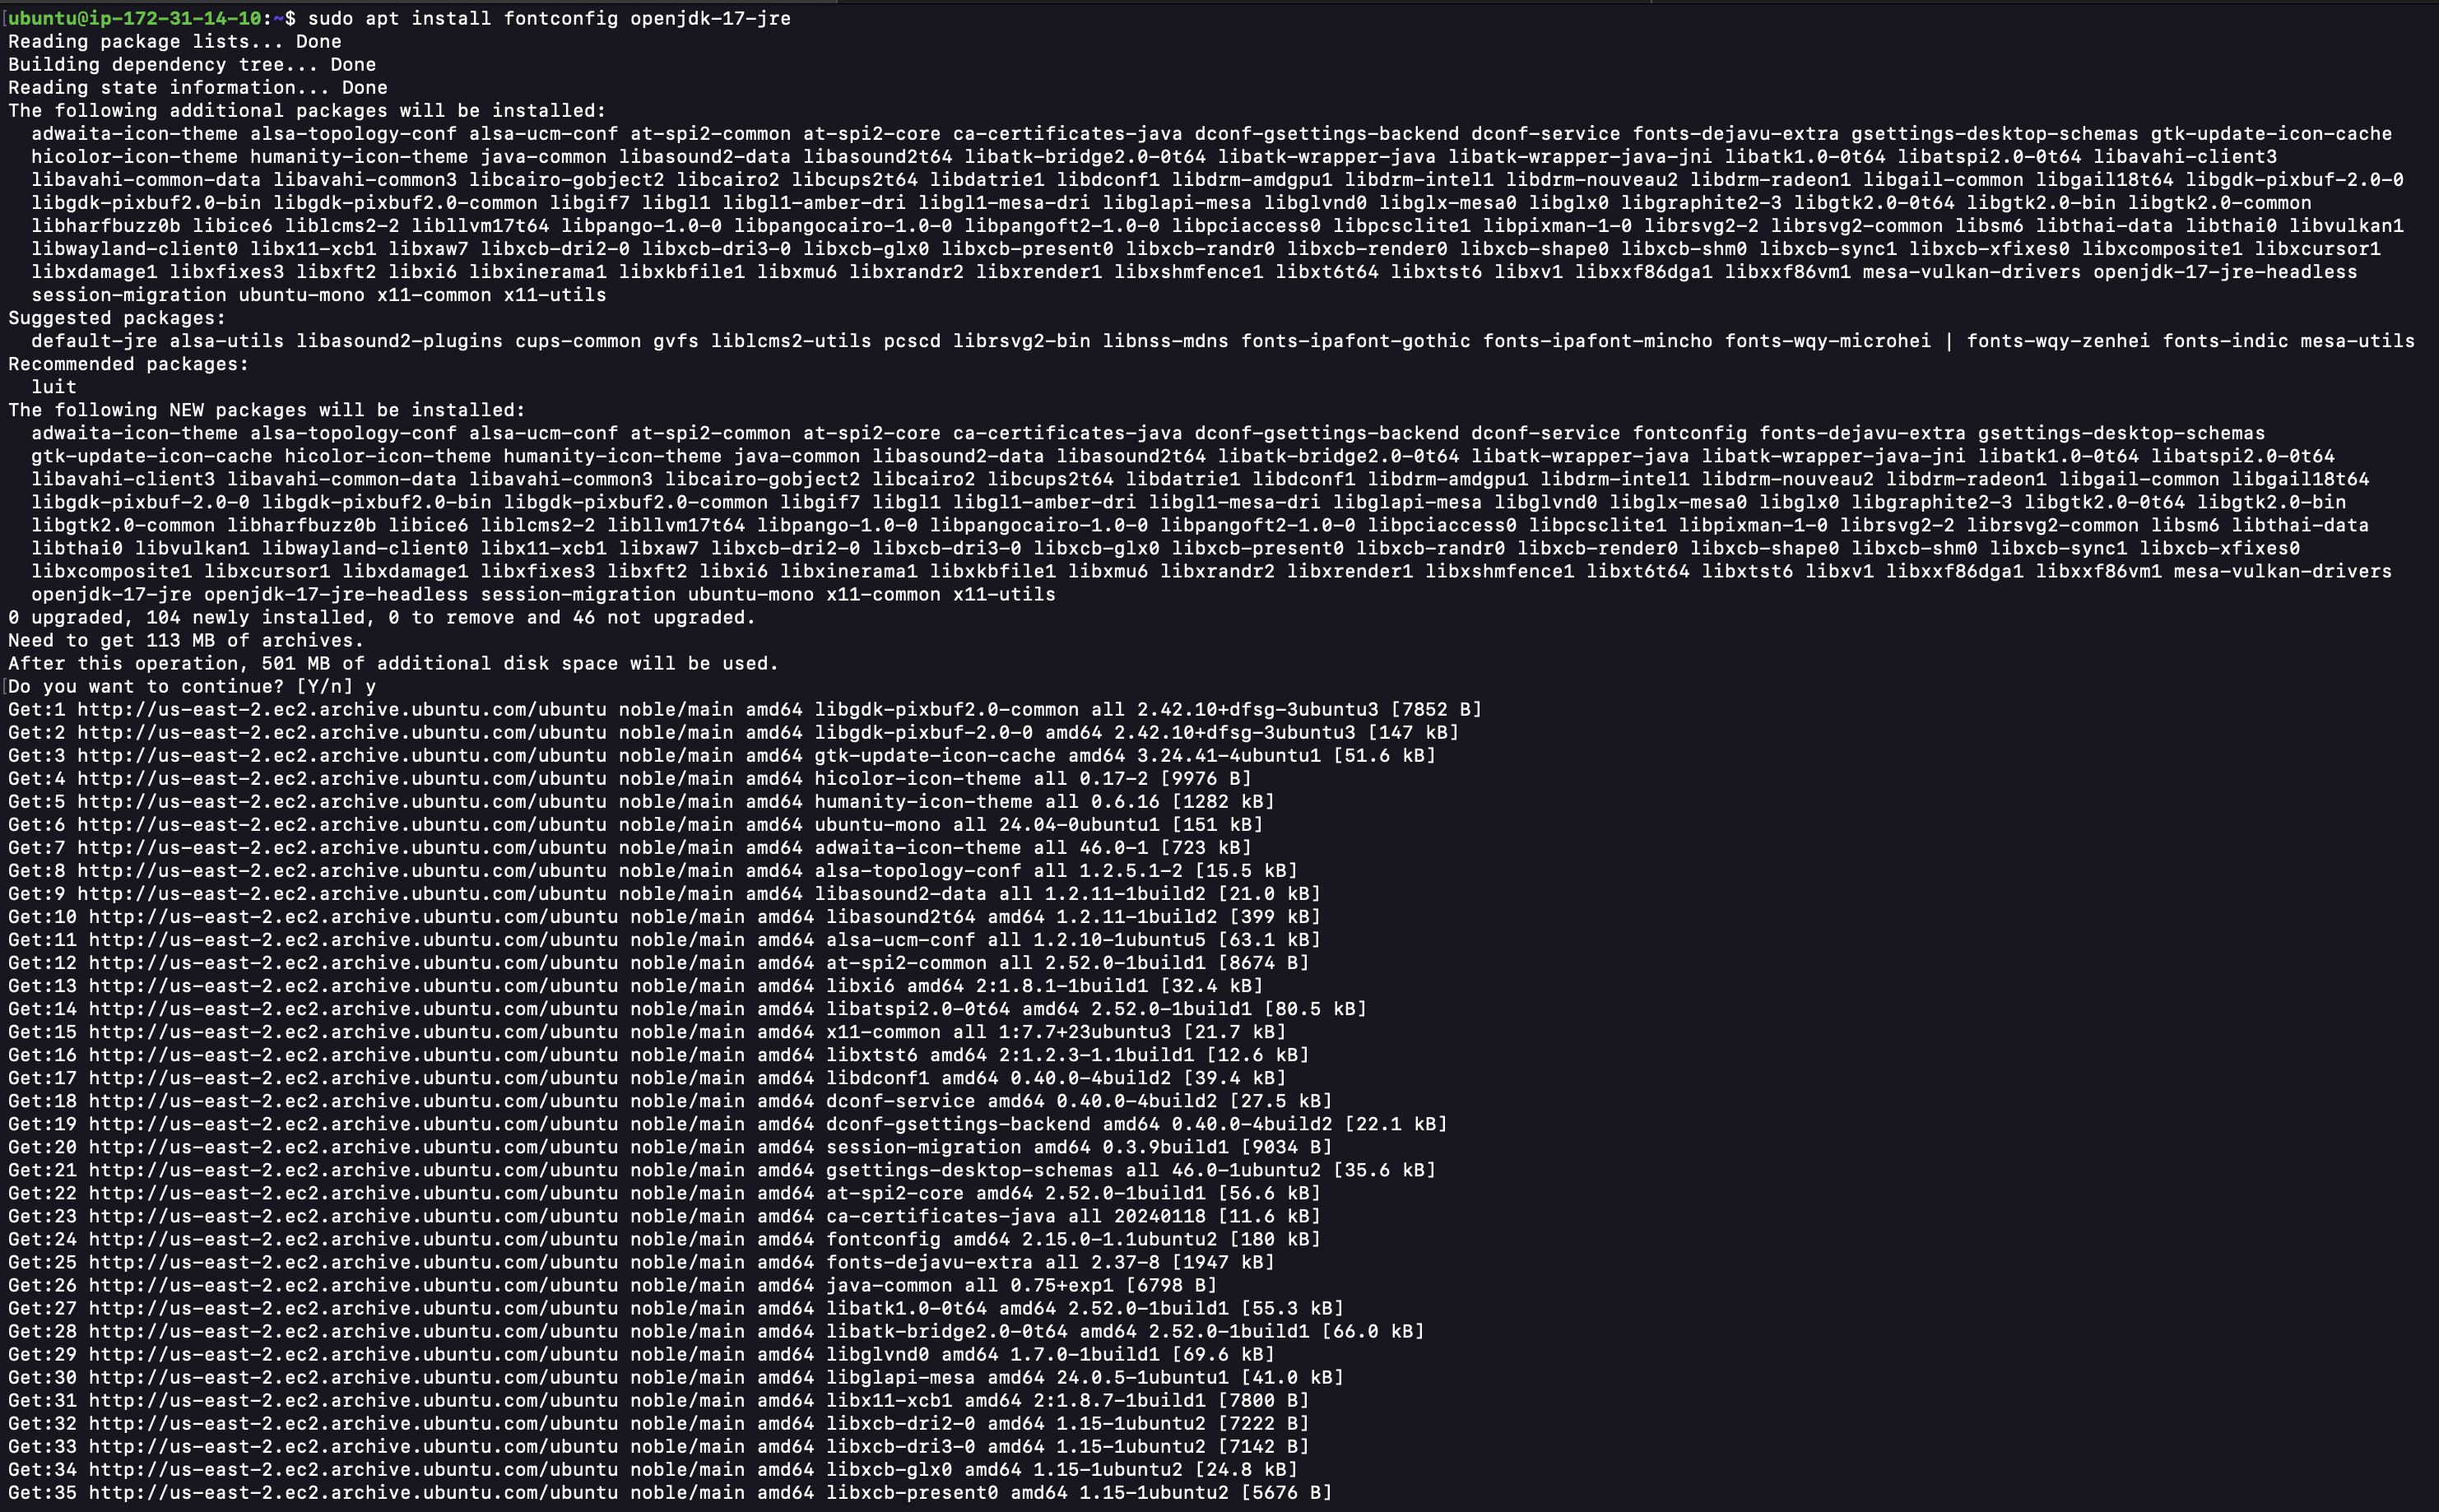 [ubuntu@ip-172-31-14-10:~$ sudo apt install fontconfig openjdk-17-jre
Reading package lists... Done
Building dependency tree... Done
Reading state information... Done
The following additional packages will be installed:
  adwaita-icon-theme alsa-topology-conf alsa-ucm-conf at-spi2-common at-spi2-core ca-certificates-java dconf-gsettings-backend dconf-service fonts-dejavu-extra gsettings-desktop-schemas gtk-update-icon-cache
  hicolor-icon-theme humanity-icon-theme java-common libasound2-data libasound2t64 libatk-bridge2.0-0t64 libatk-wrapper-java libatk-wrapper-java-jni libatk1.0-0t64 libatspi2.0-0t64 libavahi-client3
  libavahi-common-data libavahi-common3 libcairo-gobject2 libcairo2 libcups2t64 libdatrie1 libdconf1 libdrm-amdgpu1 libdrm-intel1 libdrm-nouveau2 libdrm-radeon1 libgail-common libgail18t64 libgdk-pixbuf-2.0-0
  libgdk-pixbuf2.0-bin libgdk-pixbuf2.0-common libgif7 libgl1 libgl1-amber-dri libgl1-mesa-dri libglapi-mesa libglvnd0 libglx-mesa0 libglx0 libgraphite2-3 libgtk2.0-0t64 libgtk2.0-bin libgtk2.0-common
  libharfbuzz0b libice6 liblcms2-2 libllvm17t64 libpango-1.0-0 libpangocairo-1.0-0 libpangoft2-1.0-0 libpciaccess0 libpcsclite1 libpixman-1-0 librsvg2-2 librsvg2-common libsm6 libthai-data libthai0 libvulkan1
  libwayland-client0 libx11-xcb1 libxaw7 libxcb-dri2-0 libxcb-dri3-0 libxcb-glx0 libxcb-present0 libxcb-randr0 libxcb-render0 libxcb-shape0 libxcb-shm0 libxcb-sync1 libxcb-xfixes0 libxcomposite1 libxcursor1
  libxdamage1 libxfixes3 libxft2 libxi6 libxinerama1 libxkbfile1 libxmu6 libxrandr2 libxrender1 libxshmfence1 libxt6t64 libxtst6 libxv1 libxxf86dga1 libxxf86vm1 mesa-vulkan-drivers openjdk-17-jre-headless
  session-migration ubuntu-mono x11-common x11-utils
Suggested packages:
  default-jre alsa-utils libasound2-plugins cups-common gvfs liblcms2-utils pcscd librsvg2-bin libnss-mdns fonts-ipafont-gothic fonts-ipafont-mincho fonts-wqy-microhei | fonts-wqy-zenhei fonts-indic mesa-utils
Recommended packages:
  luit
The following NEW packages will be installed:
  adwaita-icon-theme alsa-topology-conf alsa-ucm-conf at-spi2-common at-spi2-core ca-certificates-java dconf-gsettings-backend dconf-service fontconfig fonts-dejavu-extra gsettings-desktop-schemas
  gtk-update-icon-cache hicolor-icon-theme humanity-icon-theme java-common libasound2-data libasound2t64 libatk-bridge2.0-0t64 libatk-wrapper-java libatk-wrapper-java-jni libatk1.0-0t64 libatspi2.0-0t64
  libavahi-client3 libavahi-common-data libavahi-common3 libcairo-gobject2 libcairo2 libcups2t64 libdatrie1 libdconf1 libdrm-amdgpu1 libdrm-intel1 libdrm-nouveau2 libdrm-radeon1 libgail-common libgail18t64
  libgdk-pixbuf-2.0-0 libgdk-pixbuf2.0-bin libgdk-pixbuf2.0-common libgif7 libgl1 libgl1-amber-dri libgl1-mesa-dri libglapi-mesa libglvnd0 libglx-mesa0 libglx0 libgraphite2-3 libgtk2.0-0t64 libgtk2.0-bin
  libgtk2.0-common libharfbuzz0b libice6 liblcms2-2 libllvm17t64 libpango-1.0-0 libpangocairo-1.0-0 libpangoft2-1.0-0 libpciaccess0 libpcsclite1 libpixman-1-0 librsvg2-2 librsvg2-common libsm6 libthai-data
  libthai0 libvulkan1 libwayland-client0 libx11-xcb1 libxaw7 libxcb-dri2-0 libxcb-dri3-0 libxcb-glx0 libxcb-present0 libxcb-randr0 libxcb-render0 libxcb-shape0 libxcb-shm0 libxcb-sync1 libxcb-xfixes0
  libxcomposite1 libxcursor1 libxdamage1 libxfixes3 libxft2 libxi6 libxinerama1 libxkbfile1 libxmu6 libxrandr2 libxrender1 libxshmfence1 libxt6t64 libxtst6 libxv1 libxxf86dga1 libxxf86vm1 mesa-vulkan-drivers
  openjdk-17-jre openjdk-17-jre-headless session-migration ubuntu-mono x11-common x11-utils
0 upgraded, 104 newly installed, 0 to remove and 46 not upgraded.
Need to get 113 MB of archives.
After this operation, 501 MB of additional disk space will be used.
[Do you want to continue? [Y/n] y
Get:1 http://us-east-2.ec2.archive.ubuntu.com/ubuntu noble/main amd64 libgdk-pixbuf2.0-common all 2.42.10+dfsg-3ubuntu3 [7852 B]
Get:2 http://us-east-2.ec2.archive.ubuntu.com/ubuntu noble/main amd64 libgdk-pixbuf-2.0-0 amd64 2.42.10+dfsg-3ubuntu3 [147 kB]
Get:3 http://us-east-2.ec2.archive.ubuntu.com/ubuntu noble/main amd64 gtk-update-icon-cache amd64 3.24.41-4ubuntu1 [51.6 kB]
Get:4 http://us-east-2.ec2.archive.ubuntu.com/ubuntu noble/main amd64 hicolor-icon-theme all 0.17-2 [9976 B]
Get:5 http://us-east-2.ec2.archive.ubuntu.com/ubuntu noble/main amd64 humanity-icon-theme all 0.6.16 [1282 kB]
Get:6 http://us-east-2.ec2.archive.ubuntu.com/ubuntu noble/main amd64 ubuntu-mono all 24.04-0ubuntu1 [151 kB]
Get:7 http://us-east-2.ec2.archive.ubuntu.com/ubuntu noble/main amd64 adwaita-icon-theme all 46.0-1 [723 kB]
Get:8 http://us-east-2.ec2.archive.ubuntu.com/ubuntu noble/main amd64 alsa-topology-conf all 1.2.5.1-2 [15.5 kB]
Get:9 http://us-east-2.ec2.archive.ubuntu.com/ubuntu noble/main amd64 libasound2-data all 1.2.11-1build2 [21.0 kB]
Get:10 http://us-east-2.ec2.archive.ubuntu.com/ubuntu noble/main amd64 libasound2t64 amd64 1.2.11-1build2 [399 kB]
Get:11 http://us-east-2.ec2.archive.ubuntu.com/ubuntu noble/main amd64 alsa-ucm-conf all 1.2.10-1ubuntu5 [63.1 kB]
Get:12 http://us-east-2.ec2.archive.ubuntu.com/ubuntu noble/main amd64 at-spi2-common all 2.52.0-1build1 [8674 B]
Get:13 http://us-east-2.ec2.archive.ubuntu.com/ubuntu noble/main amd64 libxi6 amd64 2:1.8.1-1build1 [32.4 kB]
Get:14 http://us-east-2.ec2.archive.ubuntu.com/ubuntu noble/main amd64 libatspi2.0-0t64 amd64 2.52.0-1build1 [80.5 kB]
Get:15 http://us-east-2.ec2.archive.ubuntu.com/ubuntu noble/main amd64 x11-common all 1:7.7+23ubuntu3 [21.7 kB]
Get:16 http://us-east-2.ec2.archive.ubuntu.com/ubuntu noble/main amd64 libxtst6 amd64 2:1.2.3-1.1build1 [12.6 kB]
Get:17 http://us-east-2.ec2.archive.ubuntu.com/ubuntu noble/main amd64 libdconf1 amd64 0.40.0-4build2 [39.4 kB]
Get:18 http://us-east-2.ec2.archive.ubuntu.com/ubuntu noble/main amd64 dconf-service amd64 0.40.0-4build2 [27.5 kB]
Get:19 http://us-east-2.ec2.archive.ubuntu.com/ubuntu noble/main amd64 dconf-gsettings-backend amd64 0.40.0-4build2 [22.1 kB]
Get:20 http://us-east-2.ec2.archive.ubuntu.com/ubuntu noble/main amd64 session-migration amd64 0.3.9build1 [9034 B]
Get:21 http://us-east-2.ec2.archive.ubuntu.com/ubuntu noble/main amd64 gsettings-desktop-schemas all 46.0-1ubuntu2 [35.6 kB]
Get:22 http://us-east-2.ec2.archive.ubuntu.com/ubuntu noble/main amd64 at-spi2-core amd64 2.52.0-1build1 [56.6 kB]
Get:23 http://us-east-2.ec2.archive.ubuntu.com/ubuntu noble/main amd64 ca-certificates-java all 20240118 [11.6 kB]
Get:24 http://us-east-2.ec2.archive.ubuntu.com/ubuntu noble/main amd64 fontconfig amd64 2.15.0-1.1ubuntu2 [180 kB]
Get:25 http://us-east-2.ec2.archive.ubuntu.com/ubuntu noble/main amd64 fonts-dejavu-extra all 2.37-8 [1947 kB]
Get:26 http://us-east-2.ec2.archive.ubuntu.com/ubuntu noble/main amd64 java-common all 0.75+exp1 [6798 B]
Get:27 http://us-east-2.ec2.archive.ubuntu.com/ubuntu noble/main amd64 libatk1.0-0t64 amd64 2.52.0-1build1 [55.3 kB]
Get:28 http://us-east-2.ec2.archive.ubuntu.com/ubuntu noble/main amd64 libatk-bridge2.0-0t64 amd64 2.52.0-1build1 [66.0 kB]
Get:29 http://us-east-2.ec2.archive.ubuntu.com/ubuntu noble/main amd64 libglvnd0 amd64 1.7.0-1build1 [69.6 kB]
Get:30 http://us-east-2.ec2.archive.ubuntu.com/ubuntu noble/main amd64 libglapi-mesa amd64 24.0.5-1ubuntu1 [41.0 kB]
Get:31 http://us-east-2.ec2.archive.ubuntu.com/ubuntu noble/main amd64 libx11-xcb1 amd64 2:1.8.7-1build1 [7800 B]
Get:32 http://us-east-2.ec2.archive.ubuntu.com/ubuntu noble/main amd64 libxcb-dri2-0 amd64 1.15-1ubuntu2 [7222 B]
Get:33 http://us-east-2.ec2.archive.ubuntu.com/ubuntu noble/main amd64 libxcb-dri3-0 amd64 1.15-1ubuntu2 [7142 B]
Get:34 http://us-east-2.ec2.archive.ubuntu.com/ubuntu noble/main amd64 libxcb-glx0 amd64 1.15-1ubuntu2 [24.8 kB]
Get:35 http://us-east-2.ec2.archive.ubuntu.com/ubuntu noble/main amd64 libxcb-present0 amd64 1.15-1ubuntu2 [5676 B]